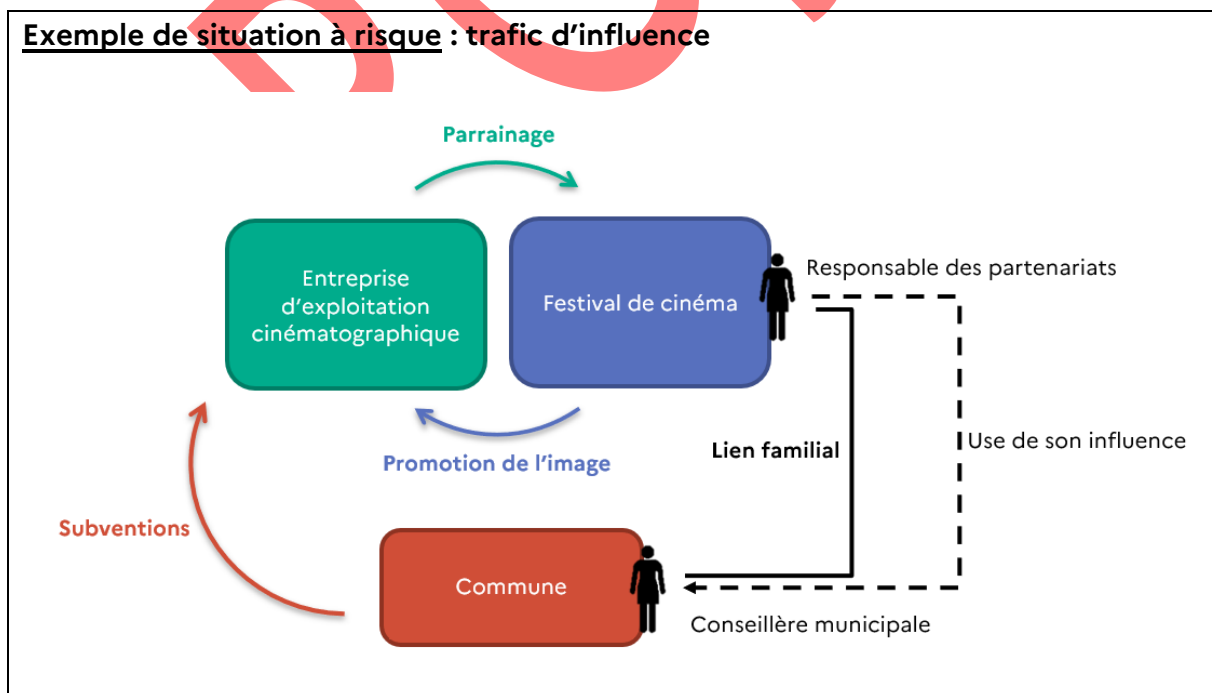 Exemple de situation à risque : trafic d’influence
Parrainage
Entreprise
d’exploitation
cinématographique
Festival de cinéma
Responsable des partenariats
Lien familial
Use de son influence
Promotion de l’image
Subventions
Commune
Conseillère municipale